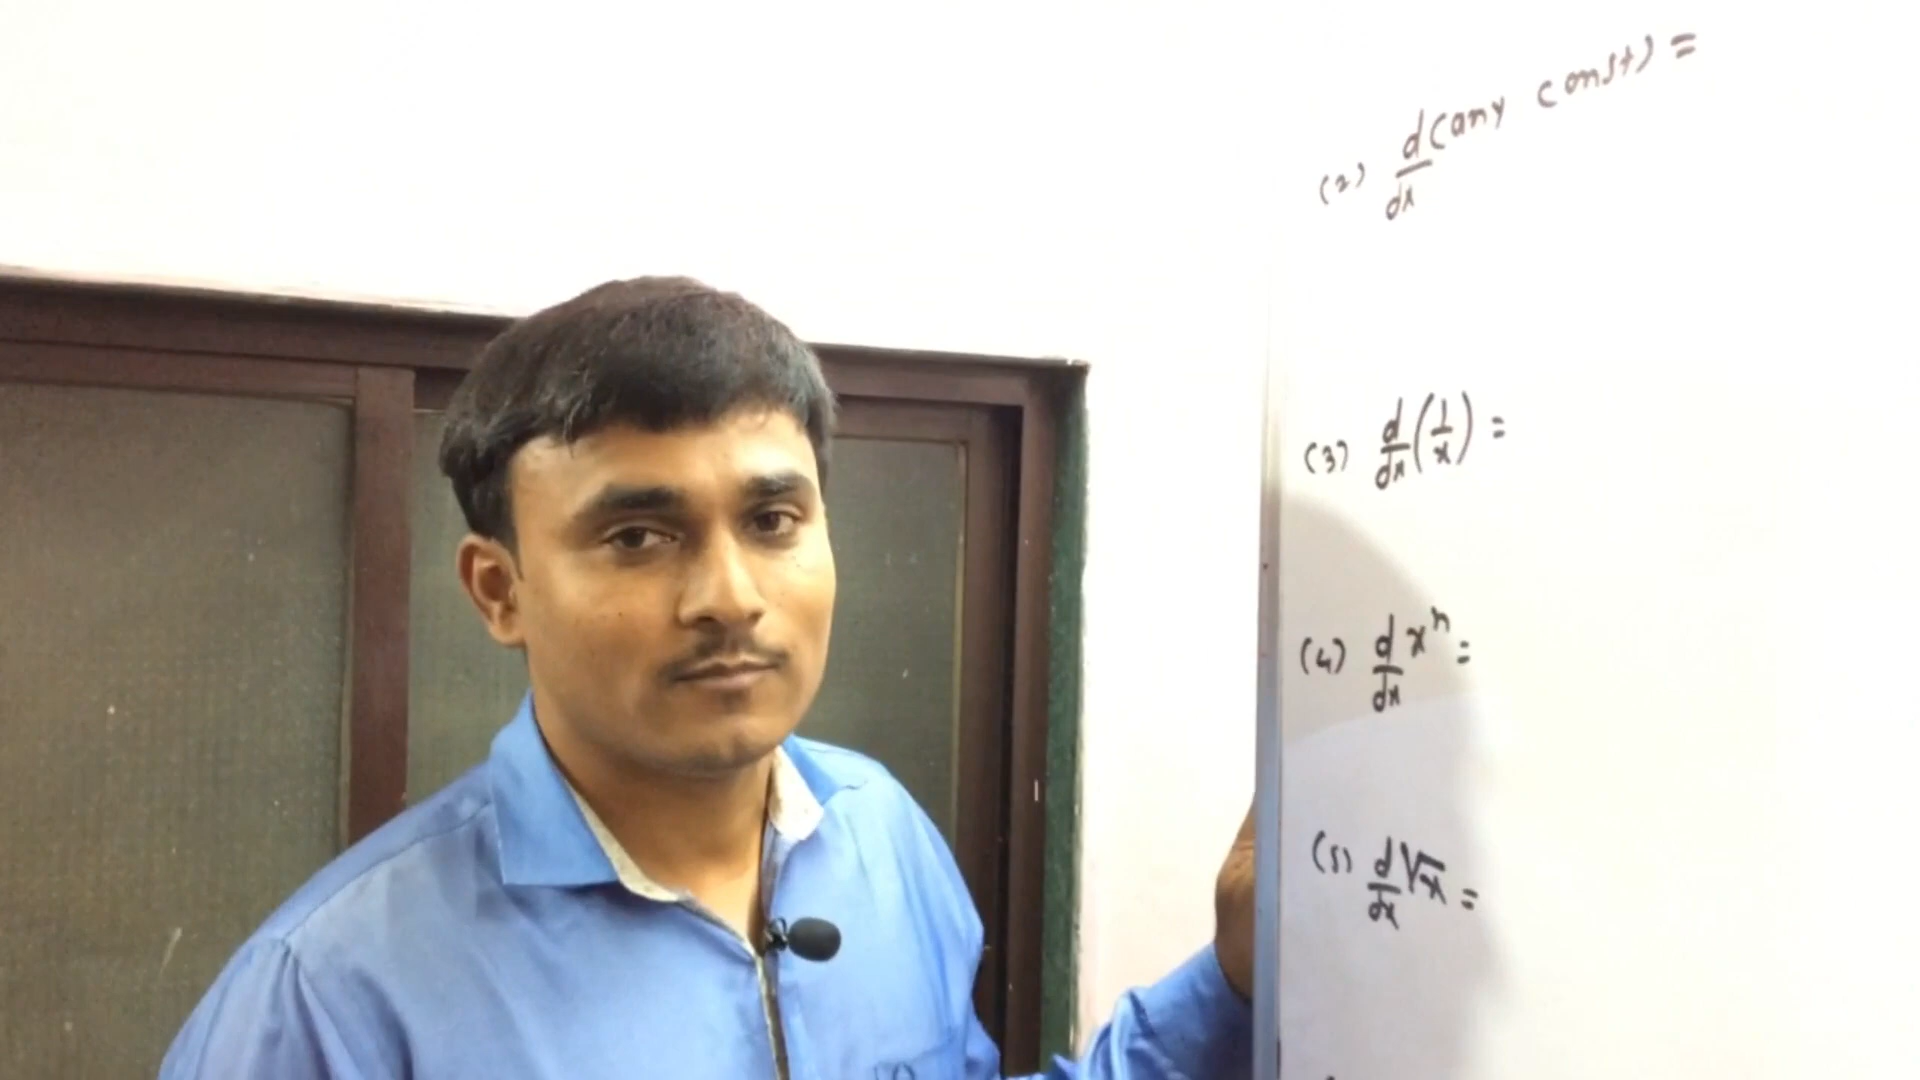 (2) d/dx (any const) =
(3) d/dx (1/x) =
(4) d/dx xⁿ =
(5) d/dx √x =